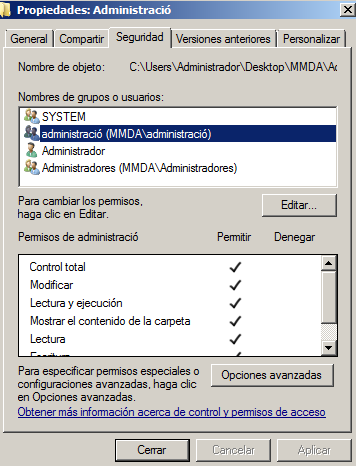 Propiedades: Administració
General
Compartir
Seguridad
Versiones anteriores
Personalizar
Nombre de objeto: C:\Users\Administrador\Desktop\MMDA\Ad
Nombres de grupos o usuarios:
SYSTEM
administració (MMDA\administració)
Administrador
Administradores (MMDA\Administradores)
Para cambiar los permisos,
haga clic en Editar.
Editar...
Permisos de administració Permitir Denegar
Control total
Modificar
Lectura y ejecución
Mostrar el contenido de la carpeta
Lectura
Para especificar permisos especiales o
configuraciones avanzadas, haga clic
en Opciones avanzadas.
Opciones avanzadas
Obtener más información acerca de control y permisos de acceso
Cerrar
Cancelar
Aplicar